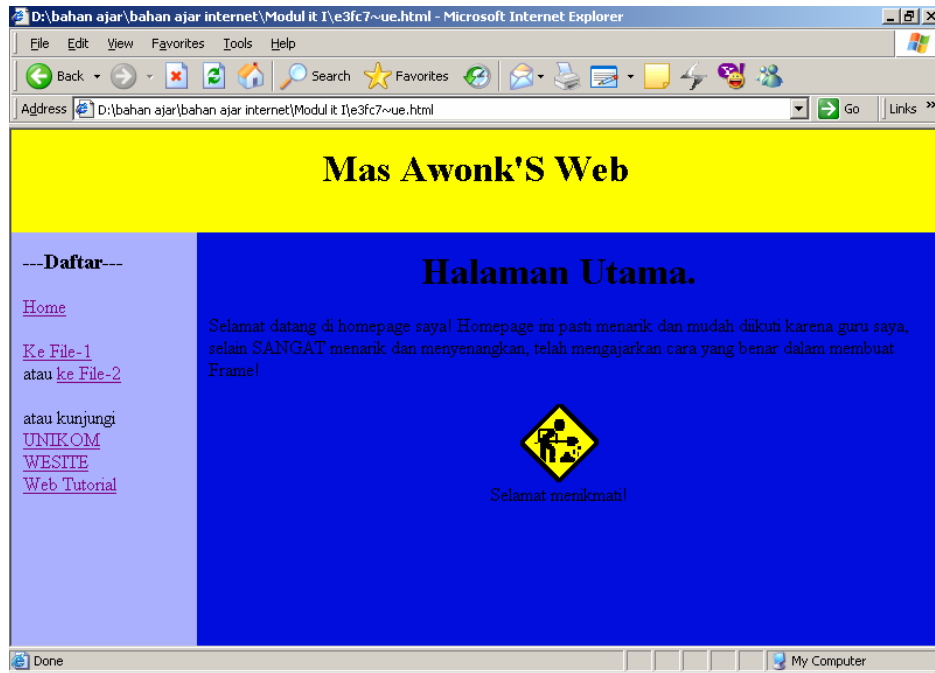 D:\bahan ajar\bahan ajar internet\Modul it I\e3fc7~ue.html - Microsoft Internet Explorer
File Edit View Favorites Tools Help
Back Search Favorites
Address D:\bahan ajar\bahan ajar internet\Modul it I\e3fc7~ue.html Go Links »
Mas Awonk'S Web
---Daftar---
Home
Ke File-1
atau ke File-2
atau kunjungi
UNIKOM
WESITE
Web Tutorial
Halaman Utama.
Selamat datang di homepage saya! Homepage ini pasti menarik dan mudah diikuti karena guru saya,
selain SANGAT menarik dan menyenangkan, telah mengajarkan cara yang benar dalam membuat
Frame!
Selamat menikmati!
Done My Computer